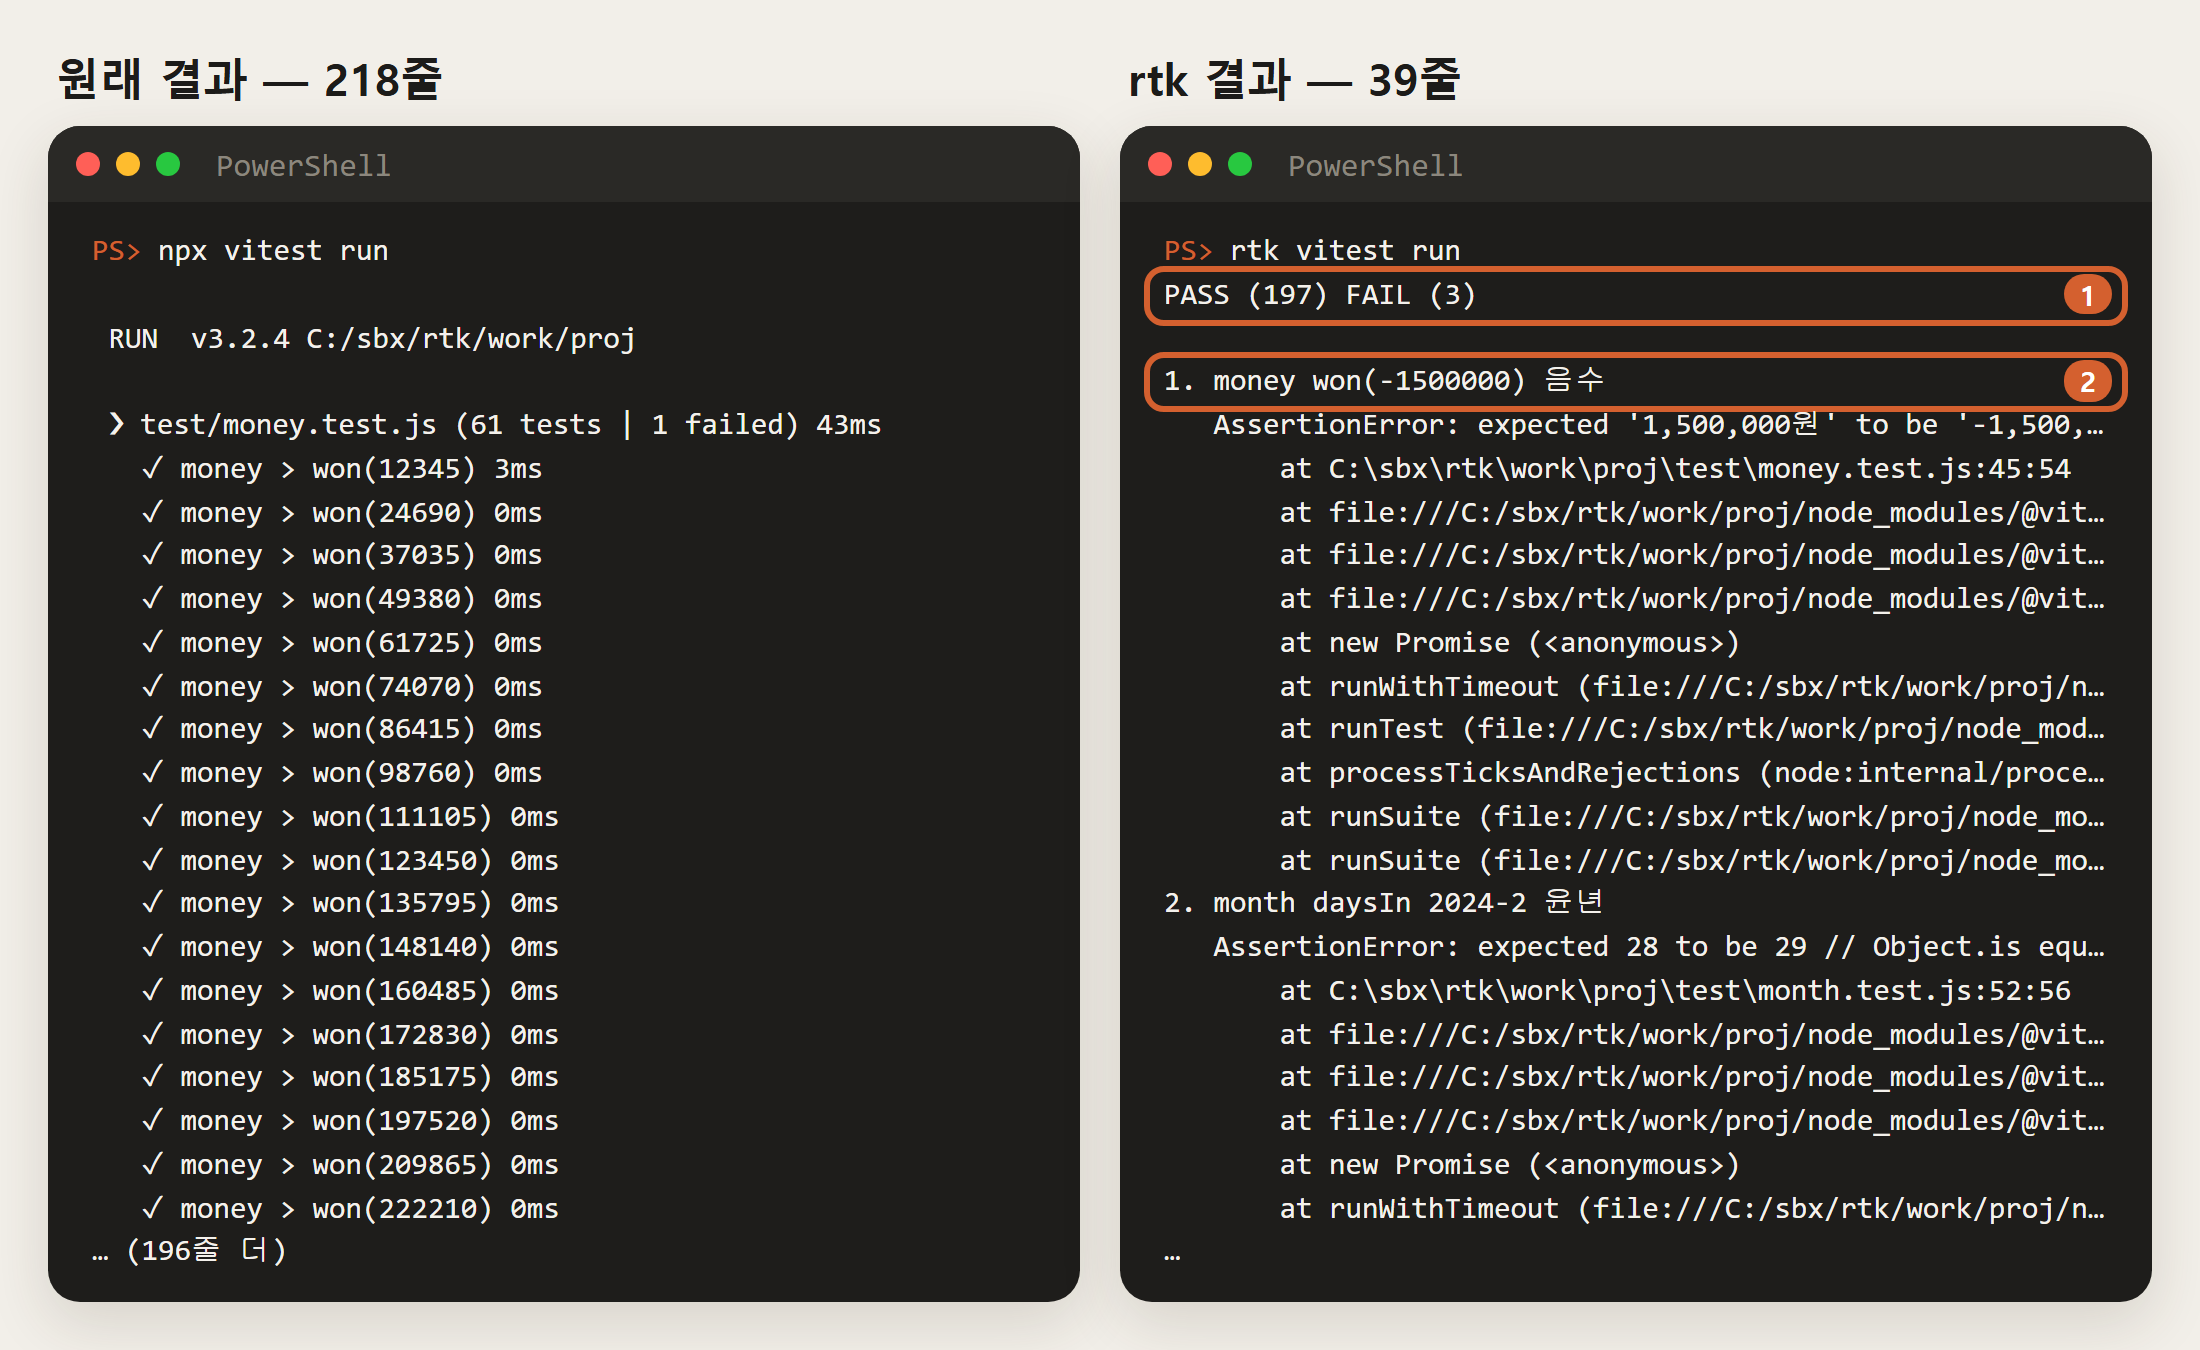 원래 결과 — 218줄
PowerShell
PS> npx vitest run
RUN  v3.2.4 C:/sbx/rtk/work/proj
❯ test/money.test.js (61 tests | 1 failed) 43ms
✓ money > won(12345) 3ms
✓ money > won(24690) 0ms
✓ money > won(37035) 0ms
✓ money > won(49380) 0ms
✓ money > won(61725) 0ms
✓ money > won(74070) 0ms
✓ money > won(86415) 0ms
✓ money > won(98760) 0ms
✓ money > won(111105) 0ms
✓ money > won(123450) 0ms
✓ money > won(135795) 0ms
✓ money > won(148140) 0ms
✓ money > won(160485) 0ms
✓ money > won(172830) 0ms
✓ money > won(185175) 0ms
✓ money > won(197520) 0ms
✓ money > won(209865) 0ms
✓ money > won(222210) 0ms
… (196줄 더)
rtk 결과 — 39줄
PowerShell
PS> rtk vitest run
PASS (197) FAIL (3) 1
1. money won(-1500000) 음수 2
AssertionError: expected '1,500,000원' to be '-1,500,…
at C:\sbx\rtk\work\proj\test\money.test.js:45:54
at file:///C:/sbx/rtk/work/proj/node_modules/@vit…
at file:///C:/sbx/rtk/work/proj/node_modules/@vit…
at file:///C:/sbx/rtk/work/proj/node_modules/@vit…
at new Promise (<anonymous>)
at runWithTimeout (file:///C:/sbx/rtk/work/proj/n…
at runTest (file:///C:/sbx/rtk/work/proj/node_mod…
at processTicksAndRejections (node:internal/proce…
at runSuite (file:///C:/sbx/rtk/work/proj/node_mo…
at runSuite (file:///C:/sbx/rtk/work/proj/node_mo…
2. month daysIn 2024-2 윤년
AssertionError: expected 28 to be 29 // Object.is equ…
at C:\sbx\rtk\work\proj\test\month.test.js:52:56
at file:///C:/sbx/rtk/work/proj/node_modules/@vit…
at file:///C:/sbx/rtk/work/proj/node_modules/@vit…
at file:///C:/sbx/rtk/work/proj/node_modules/@vit…
at new Promise (<anonymous>)
at runWithTimeout (file:///C:/sbx/rtk/work/proj/n…
…